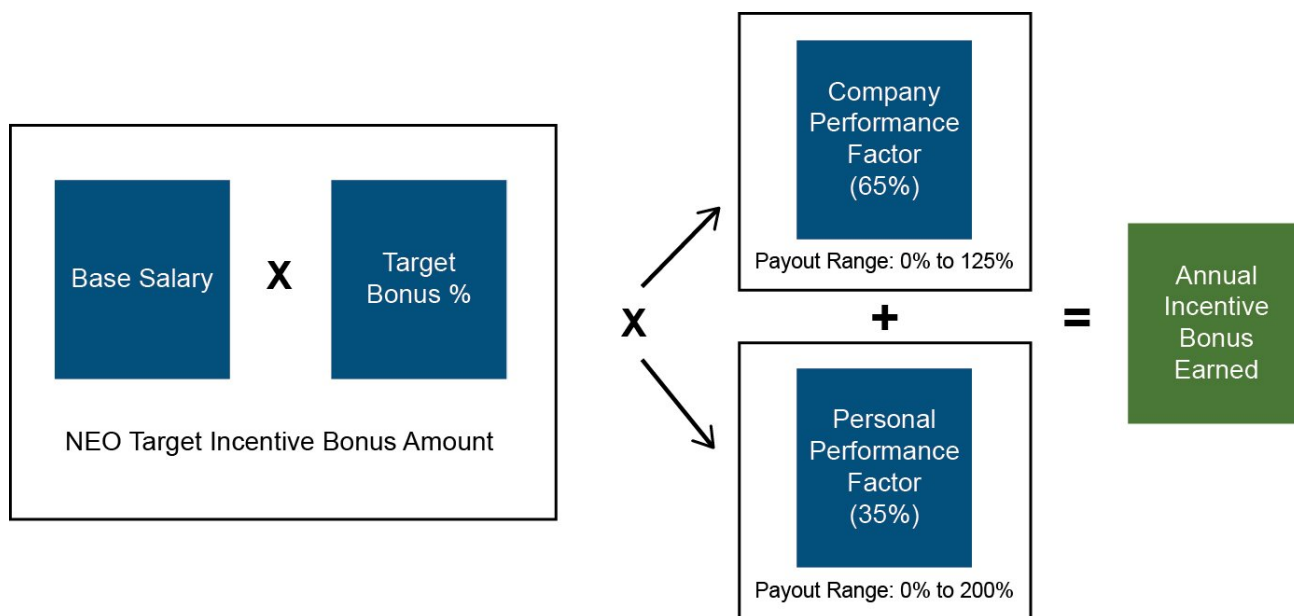 Base Salary
X
Target
Bonus %
NEO Target Incentive Bonus Amount
X
Company
Performance
Factor
(65%)
Payout Range: 0% to 125%
+
Personal
Performance
Factor
(35%)
Payout Range: 0% to 200%
=
Annual
Incentive
Bonus
Earned